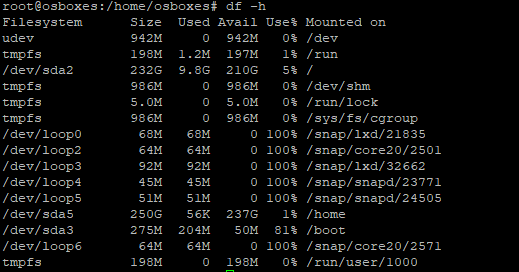 root@osboxes:/home/osboxes# df -h
Filesystem      Size  Used Avail Use% Mounted on
udev            942M     0  942M   0% /dev
tmpfs           198M  1.2M  197M   1% /run
/dev/sda2       232G  9.8G  210G   5% /
tmpfs           986M     0  986M   0% /dev/shm
tmpfs           5.0M     0  5.0M   0% /run/lock
tmpfs           986M     0  986M   0% /sys/fs/cgroup
/dev/loop0       68M   68M     0 100% /snap/lxd/21835
/dev/loop2       64M   64M     0 100% /snap/core20/2501
/dev/loop3       92M   92M     0 100% /snap/lxd/32662
/dev/loop4       45M   45M     0 100% /snap/snapd/23771
/dev/loop5       51M   51M     0 100% /snap/snapd/24505
/dev/sda5       250G   56K  237G   1% /home
/dev/sda3       275M  204M   50M  81% /boot
/dev/loop6       64M   64M     0 100% /snap/core20/2571
tmpfs           198M     0  198M   0% /run/user/1000